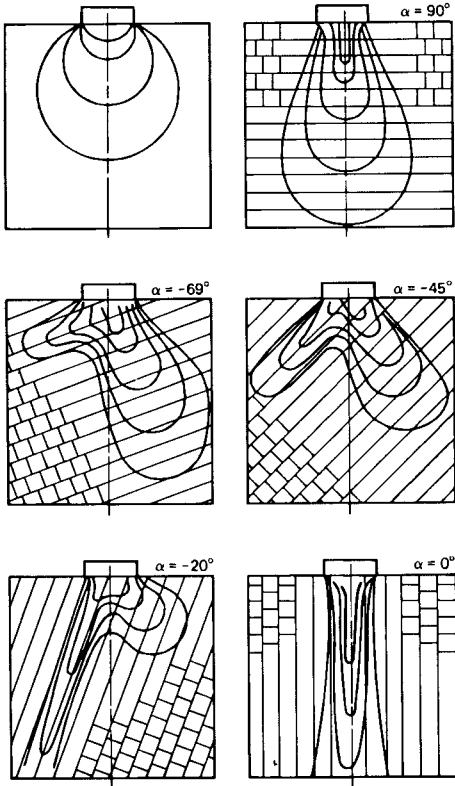 α = 90°
α = -69°
α = -45°
α = -20°
α = 0°